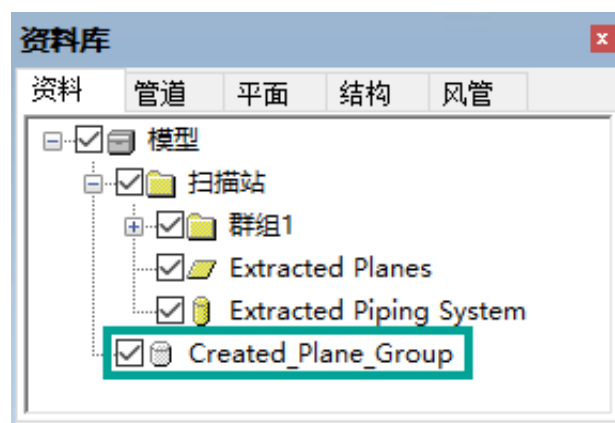 资料库
资料 管道 平面 结构 风管
模型
扫描站
群组1
Extracted Planes
Extracted Piping System
Created_Plane_Group